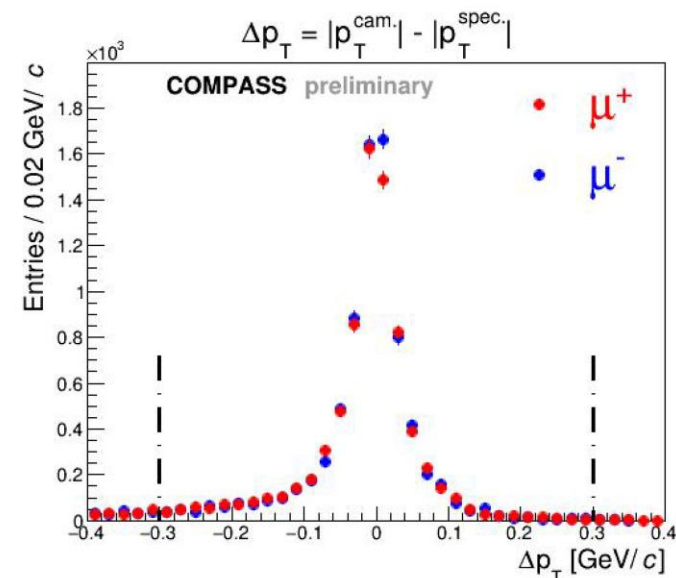 Δp_T = |p_T^cam.| - |p_T^spec.|
×10³
COMPASS preliminary
μ⁺
μ⁻
Entries / 0.02 GeV/ c
1.8
1.6
1.4
1.2
1
0.8
0.6
0.4
0.2
0
−0.4 −0.3 −0.2 −0.1 0 0.1 0.2 0.3 0.4
Δp_T [GeV/ c]